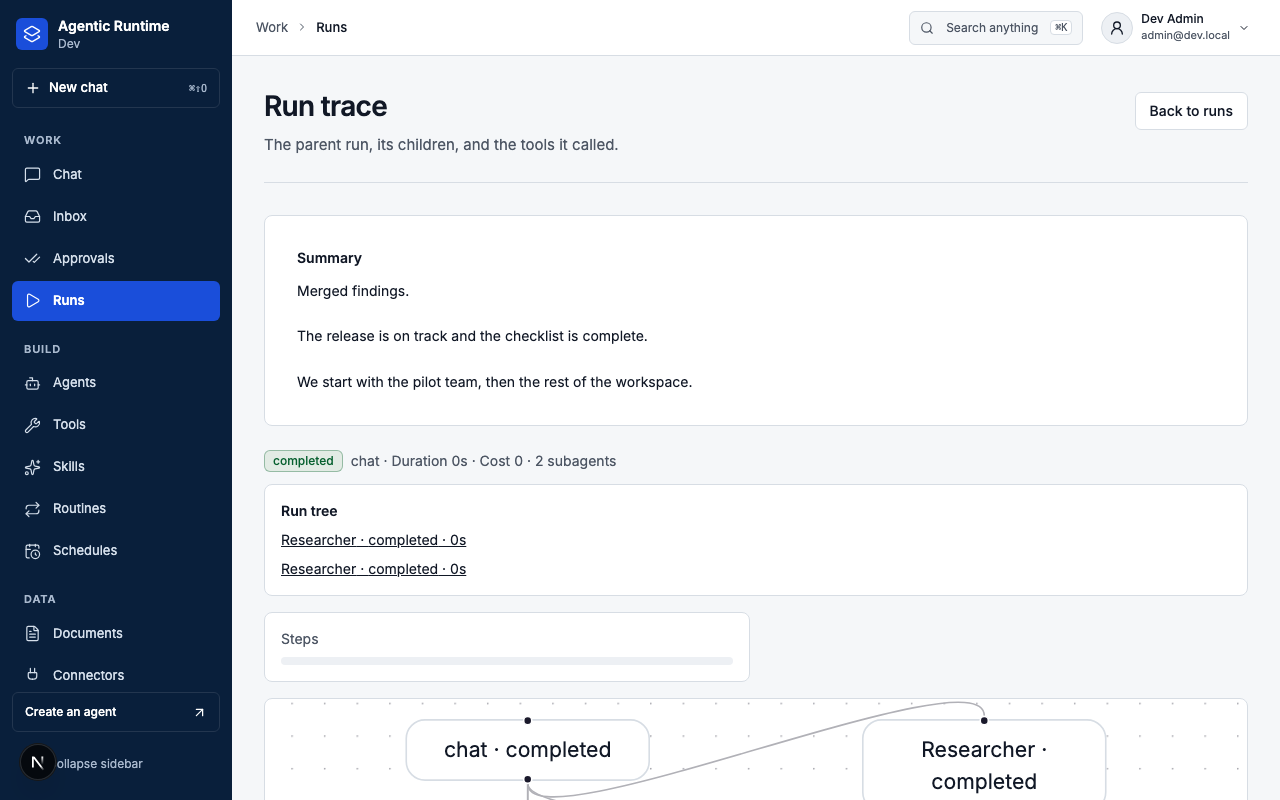 Agentic Runtime
Dev
New chat
⌘⇧O
WORK
Chat
Inbox
Approvals
Runs
BUILD
Agents
Tools
Skills
Routines
Schedules
DATA
Documents
Connectors
Create an agent
N
ollapse sidebar
Work
Runs
Search anything
⌘K
Dev Admin
admin@dev.local
Run trace
The parent run, its children, and the tools it called.
Back to runs
Summary
Merged findings.
The release is on track and the checklist is complete.
We start with the pilot team, then the rest of the workspace.
completed
chat · Duration 0s · Cost 0 · 2 subagents
Run tree
Researcher · completed · 0s
Researcher · completed · 0s
Steps
chat · completed
Researcher ·
completed